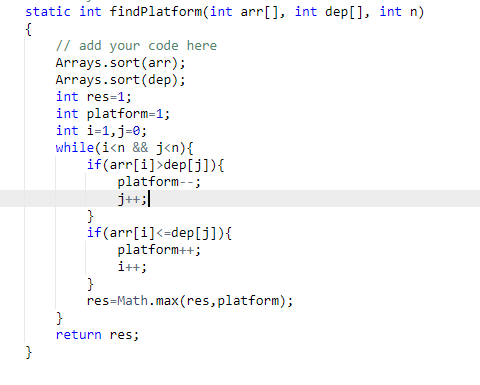 static int findPlatform(int arr[], int dep[], int n)
{
// add your code here
Arrays.sort(arr);
Arrays.sort(dep);
int res=1;
int platform=1;
int i=1,j=0;
while(i<n && j<n){
if(arr[i]>dep[j]){
platform--;
j++;
}
if(arr[i]<=dep[j]){
platform++;
i++;
}
res=Math.max(res,platform);
}
return res;
}